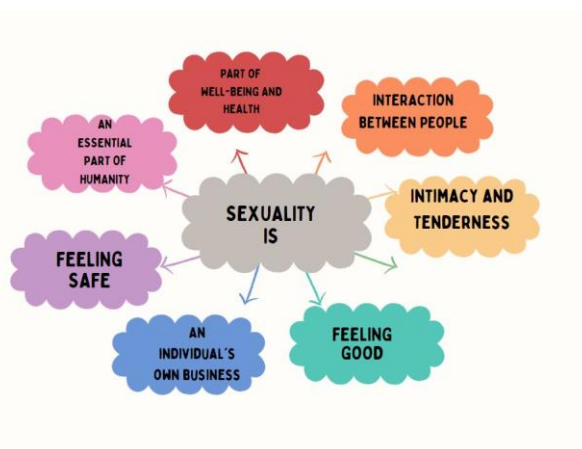 SEXUALITY
IS
PART OF
WELL-BEING AND
HEALTH
INTERACTION
BETWEEN PEOPLE
INTIMACY AND
TENDERNESS
FEELING
GOOD
AN
INDIVIDUAL'S
OWN BUSINESS
FEELING
SAFE
AN
ESSENTIAL
PART OF
HUMANITY